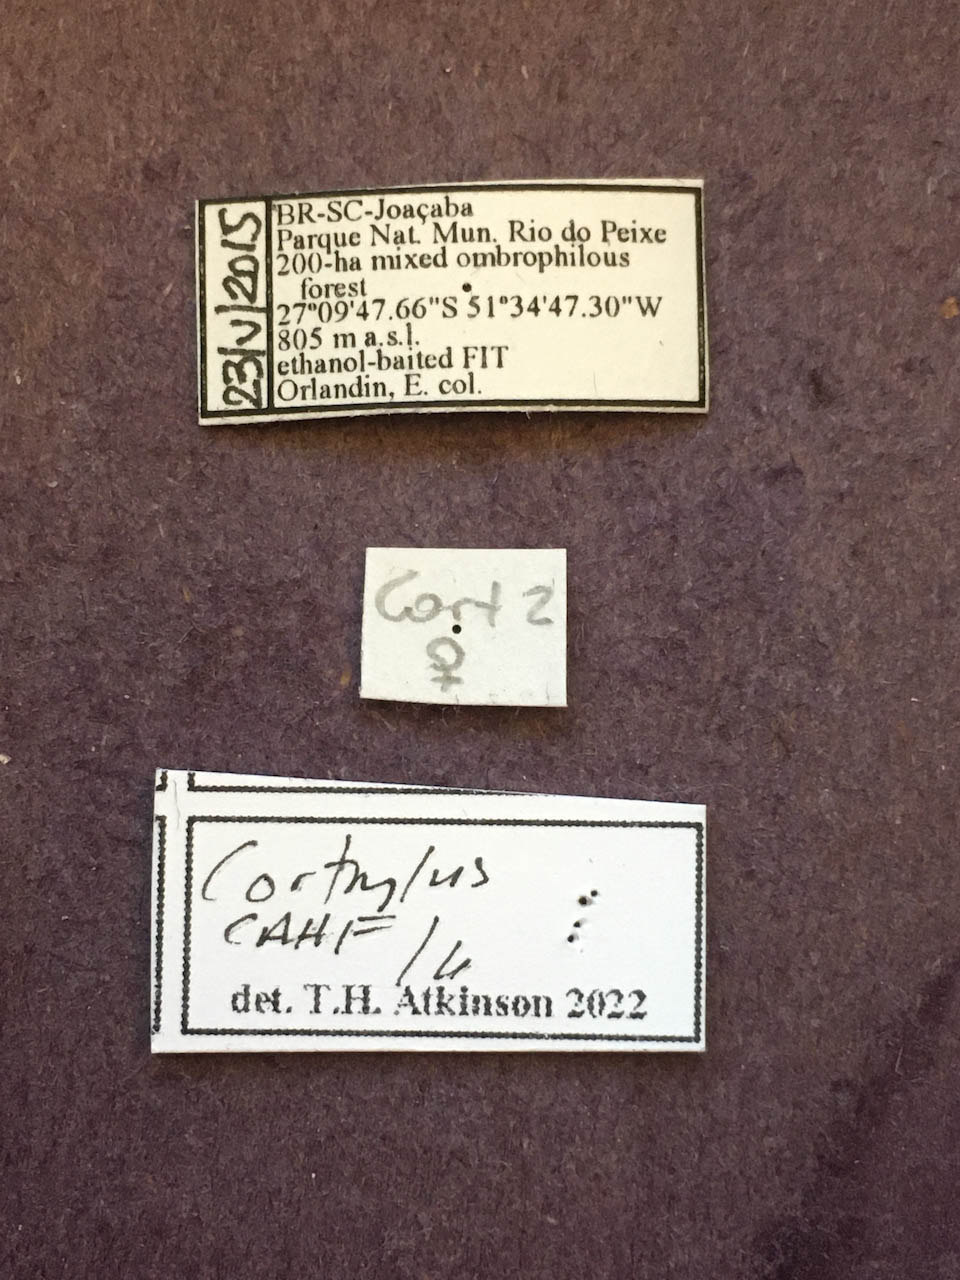 23/V/2015
BR-SC-Joaçaba
Parque Nat. Mun. Rio do Peixe
200-ha mixed ombrophilous
forest
27°09'47.66"S 51°34'47.30"W
805 m a.s.l.
ethanol-baited FIT
Orlandin, E. col.
Cort 2
♀
Corthylus
CAHF
det. T.H. Atkinson 2022